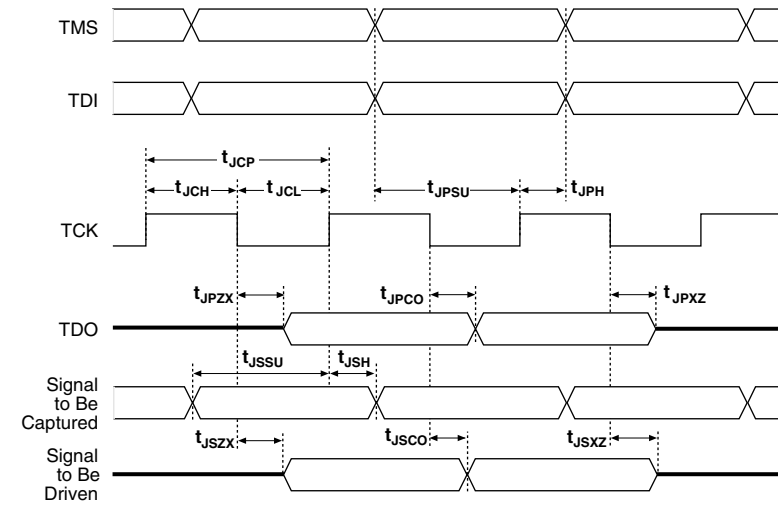 TMS
TDI
tJCP
tJCH
tJCL
tJPSU
tJPH
TCK
tJPZX
tJPCO
tJPXZ
TDO
tJSSU
tJSH
Signal
to Be
Captured
tJSZX
tJSCO
tJSXZ
Signal
to Be
Driven